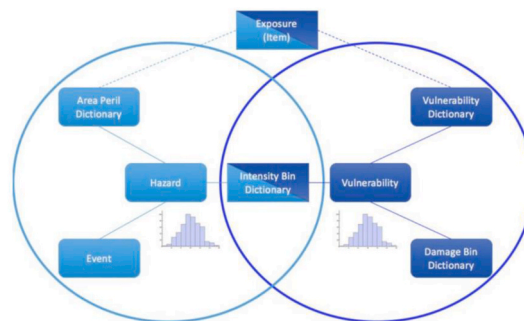 Exposure
(Item)
Area Peril
Dictionary
Vulnerability
Dictionary
Hazard
Intensity Bin
Dictionary
Vulnerability
Event
Damage Bin
Dictionary